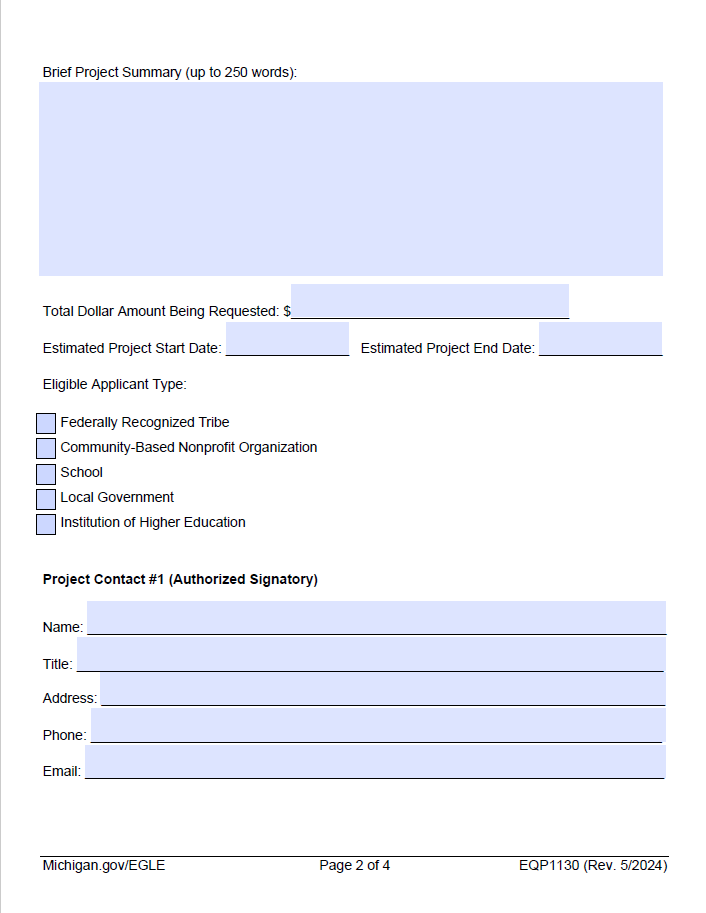 Brief Project Summary (up to 250 words):
Total Dollar Amount Being Requested: $
Estimated Project Start Date: Estimated Project End Date:
Eligible Applicant Type:
Federally Recognized Tribe
Community-Based Nonprofit Organization
School
Local Government
Institution of Higher Education
Project Contact #1 (Authorized Signatory)
Name:
Title:
Address:
Phone:
Email:
Michigan.gov/EGLE Page 2 of 4 EQP1130 (Rev. 5/2024)